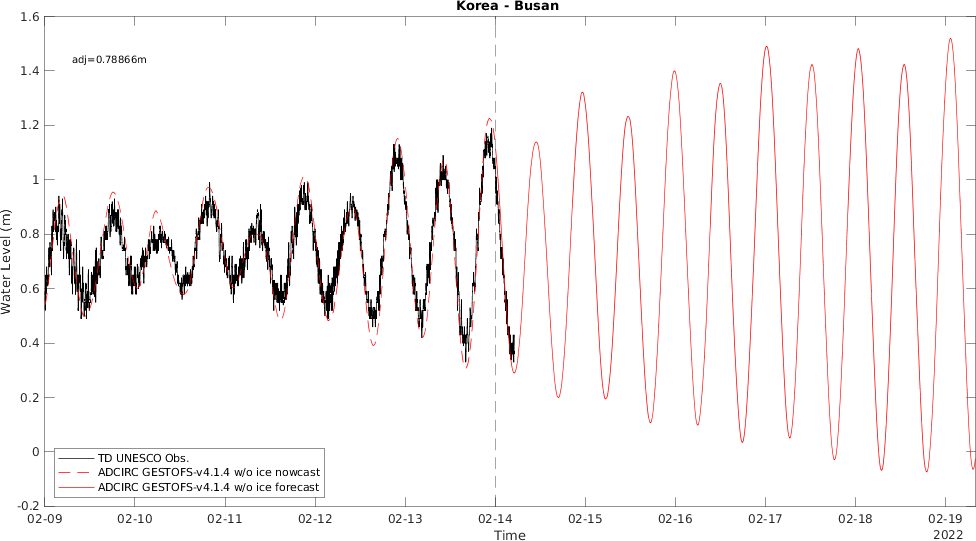 Korea - Busan
adj=0.78866m
1.6
1.4
1.2
1
0.8
0.6
0.4
0.2
0
-0.2
Water Level (m)
TD UNESCO Obs.
ADCIRC GESTOFS-v4.1.4 w/o ice nowcast
ADCIRC GESTOFS-v4.1.4 w/o ice forecast
02-09 02-10 02-11 02-12 02-13 02-14 02-15 02-16 02-17 02-18 02-19
Time
2022